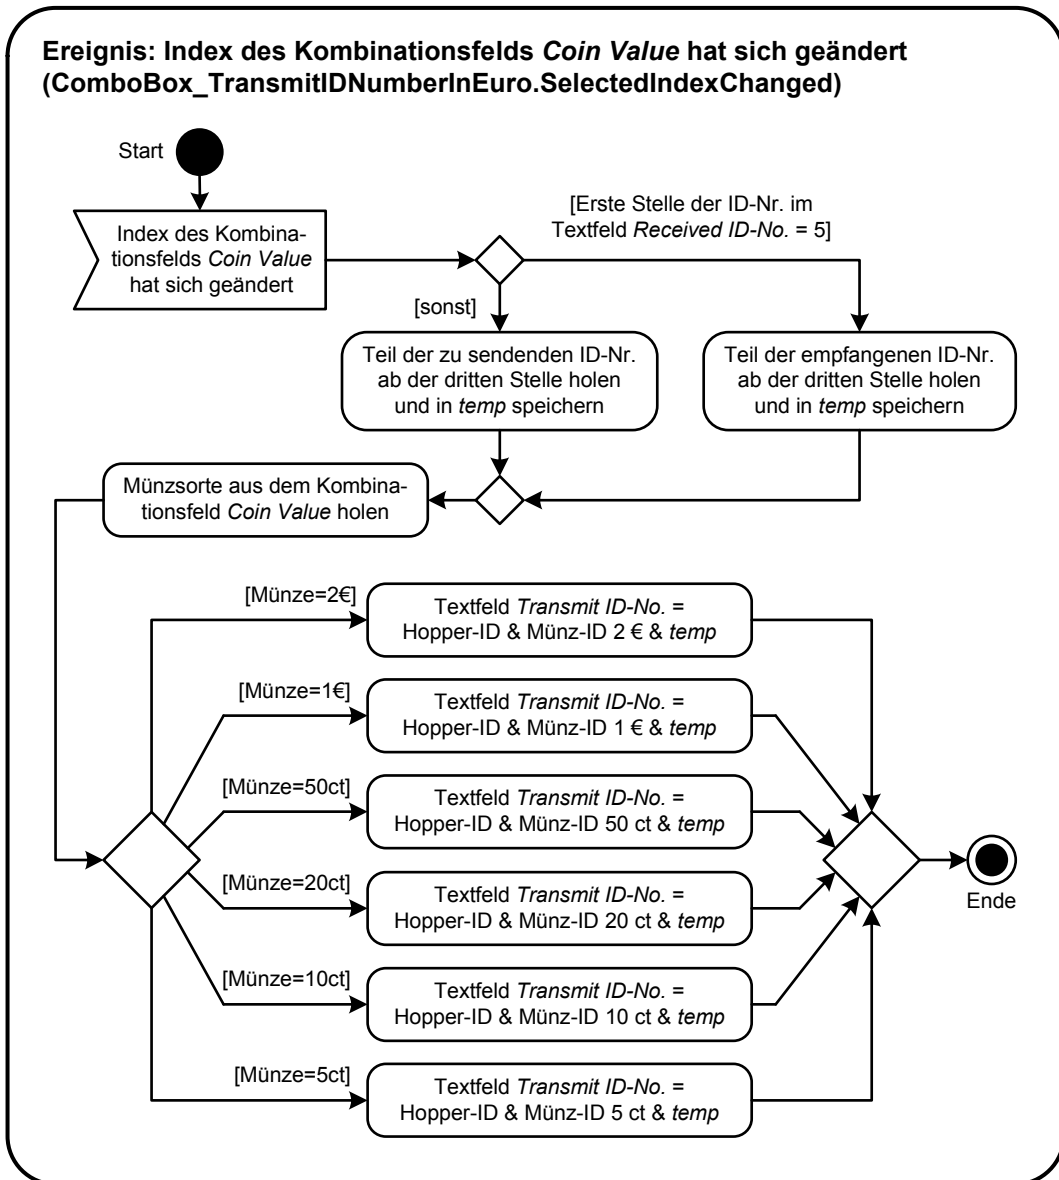 Ereignis: Index des Kombinationsfelds Coin Value hat sich geändert
(ComboBox_TransmitIDNumberInEuro.SelectedIndexChanged)
Start
Index des Kombina-
tionsfelds Coin Value
hat sich geändert
[Erste Stelle der ID-Nr. im
Textfeld Received ID-No. = 5]
[sonst]
Teil der zu sendenden ID-Nr.
ab der dritten Stelle holen
und in temp speichern
Teil der empfangenen ID-Nr.
ab der dritten Stelle holen
und in temp speichern
Münzsorte aus dem Kombina-
tionsfeld Coin Value holen
[Münze=2€]
Textfeld Transmit ID-No. =
Hopper-ID & Münz-ID 2 € & temp
[Münze=1€]
Textfeld Transmit ID-No. =
Hopper-ID & Münz-ID 1 € & temp
[Münze=50ct]
Textfeld Transmit ID-No. =
Hopper-ID & Münz-ID 50 ct & temp
[Münze=20ct]
Textfeld Transmit ID-No. =
Hopper-ID & Münz-ID 20 ct & temp
[Münze=10ct]
Textfeld Transmit ID-No. =
Hopper-ID & Münz-ID 10 ct & temp
[Münze=5ct]
Textfeld Transmit ID-No. =
Hopper-ID & Münz-ID 5 ct & temp
Ende